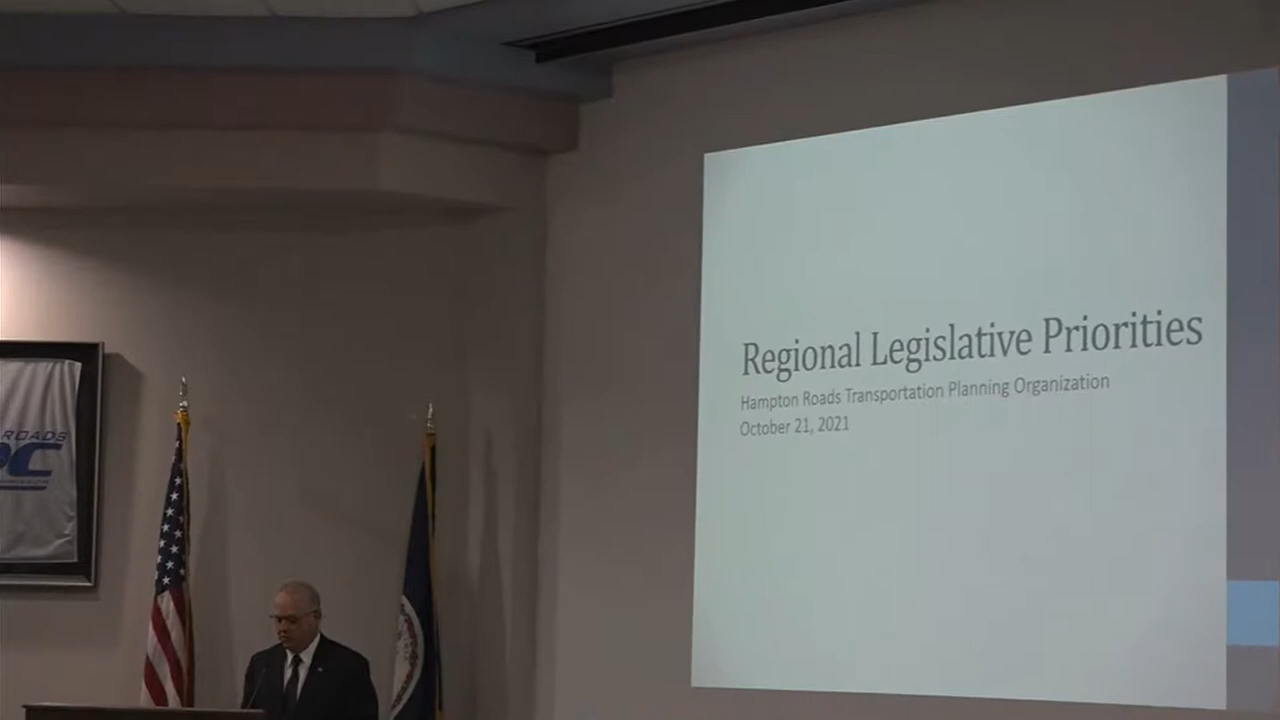 Regional Legislative Priorities
Hampton Roads Transportation Planning Organization
October 21, 2021
ROADS